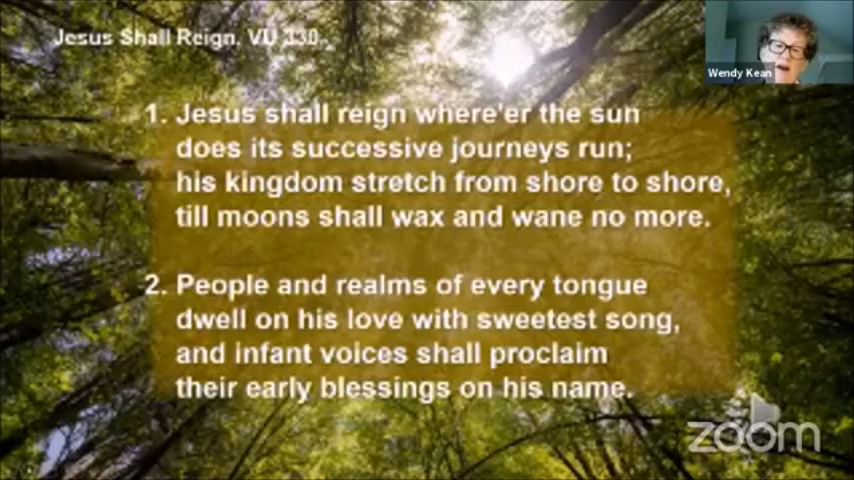 Jesus Shall Reign, VU 330
Wendy Kean
1. Jesus shall reign where'er the sun
does its successive journeys run;
his kingdom stretch from shore to shore,
till moons shall wax and wane no more.
2. People and realms of every tongue
dwell on his love with sweetest song,
and infant voices shall proclaim
their early blessings on his name.
zoom